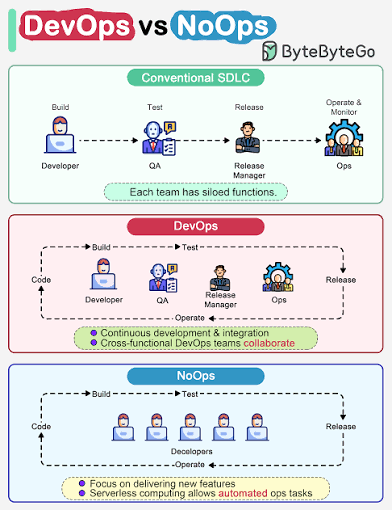 DevOps vs NoOps
ByteByteGo
Conventional SDLC
Build
Test
Release
Operate &
Monitor
Developer
QA
Release
Manager
Ops
Each team has siloed functions.
DevOps
Build
Test
Code
Developer
QA
Release
Manager
Ops
Release
Operate
Continuous development & integration
Cross-functional DevOps teams collaborate
NoOps
Build
Test
Code
Release
Decelopers
Operate
Focus on delivering new features
Serverless computing allows automated ops tasks